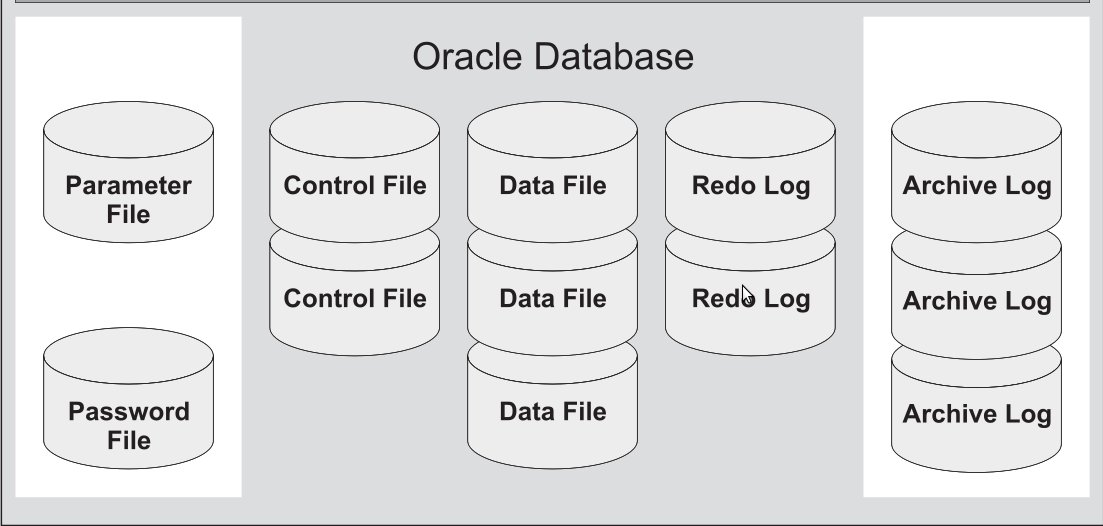 Oracle Database
Parameter
File
Password
File
Control File
Control File
Data File
Data File
Data File
Redo Log
Redo Log
Archive Log
Archive Log
Archive Log